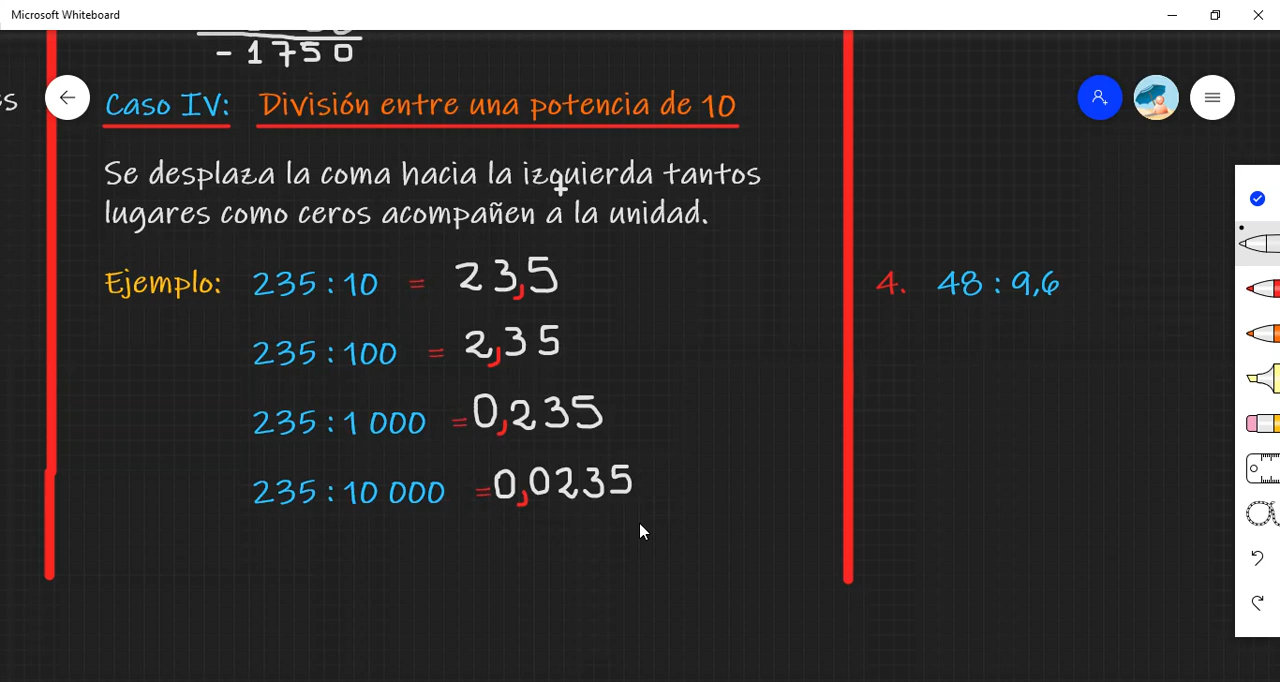 Microsoft Whiteboard
- 1750
es
Caso IV: División entre una potencia de 10
Se desplaza la coma hacia la izquierda tantos
lugares como ceros acompañen a la unidad.
Ejemplo: 235 : 10 = 23,5
235 : 100 = 2,35
235 : 1 000 = 0,235
235 : 10 000 = 0,0235
4. 48 : 9,6